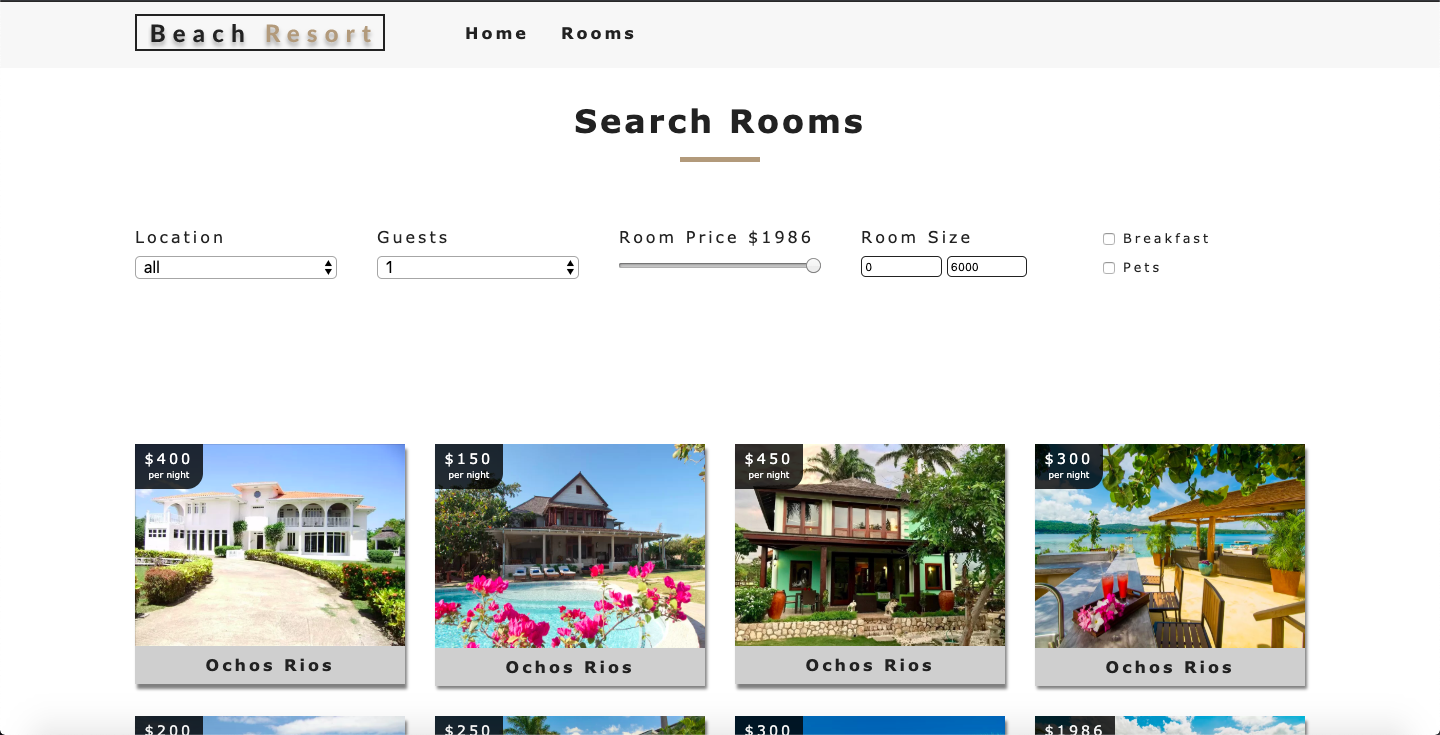 Beach Resort
Home Rooms
Search Rooms
Location Guests Room Price $1986 Room Size Breakfast
all 1 0 6000 Pets
$400 $150 $450 $300
per night per night per night per night
Ochos Rios Ochos Rios Ochos Rios Ochos Rios
$200 $250 $300 $1986